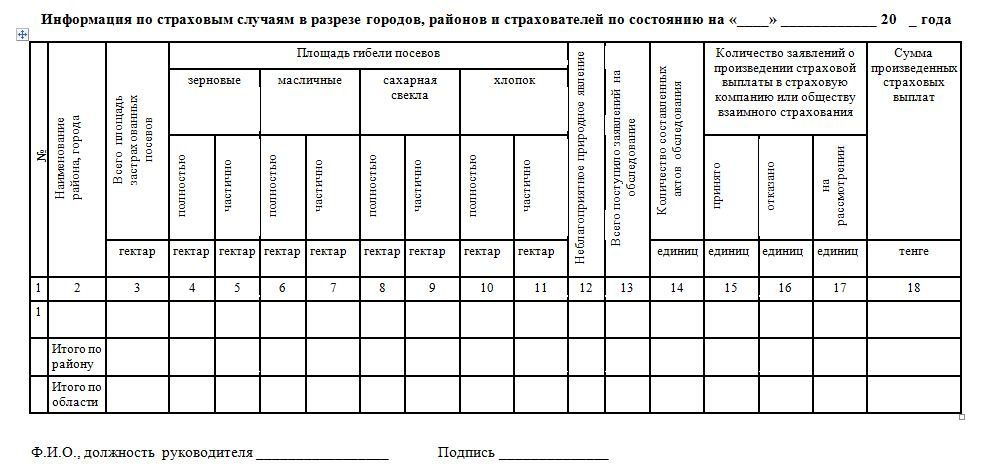 Информация по страховым случаям в разрезе городов, районов и страхователей по состоянию на «____» _____________ 20 _ года
№
Наименование
района, города
Всего площадь
застрахованных
посевов
Площадь гибели посевов
зерновые
масличные
сахарная
свекла
хлопок
полностью
частично
полностью
частично
полностью
частично
полностью
частично
Неблагоприятное природное явление
Всего поступило заявлений на
обследование
Количество составленных
актов обследования
Количество заявлений о
произведении страховой
выплаты в страховую
компанию или обществу
взаимного страхования
принято
отказано
на
рассмотрении
Сумма
произведенных
страховых
выплат
гектар гектар гектар гектар гектар гектар гектар гектар гектар единиц единиц единиц единиц тенге
1 2 3 4 5 6 7 8 9 10 11 12 13 14 15 16 17 18
1
Итого по
району
Итого по
области
Ф.И.О., должность руководителя _________________ Подпись ______________